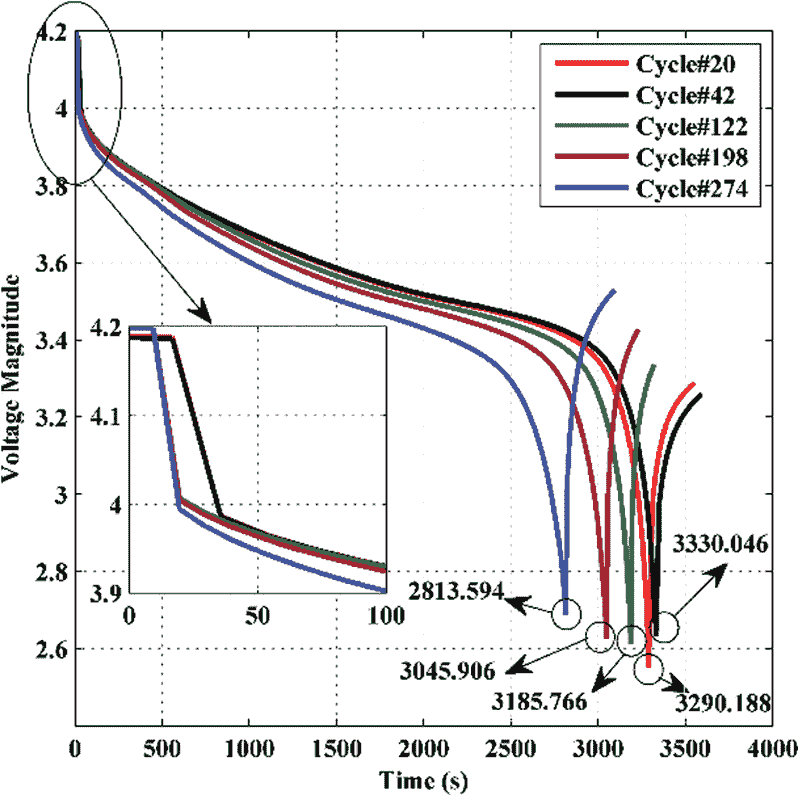 4.2
4
3.8
3.6
3.4
3.2
3
2.8
2.6
Voltage Magnitude
Cycle#20
Cycle#42
Cycle#122
Cycle#198
Cycle#274
4.2
4.1
4
3.9
0 50 100
2813.594
3045.906
3185.766
3290.188
3330.046
0 500 1000 1500 2000 2500 3000 3500 4000
Time (s)